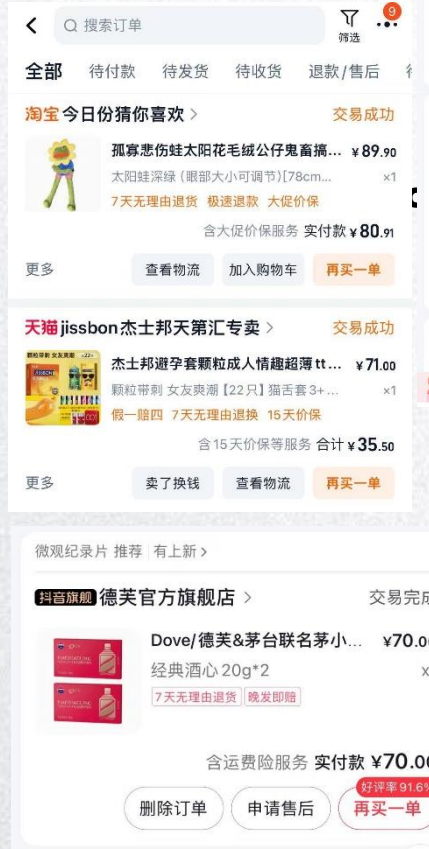 9
搜索订单
筛选
全部 待付款 待发货 待收货 退款/售后
淘宝 今日份猜你喜欢 >
交易成功
孤寡悲伤蛙太阳花毛绒公仔鬼畜搞... ¥89.90
太阳蛙深绿（眼部大小可调节）[78cm... ×1
7天无理由退货 极速退款 大促价保
含大促价保服务 实付款 ¥80.91
更多 查看物流 加入购物车 再买一单
天猫 jissbon杰士邦天第汇专卖 >
交易成功
颗粒带刺 女友爽潮
JISSBON
杰士邦避孕套颗粒成人情趣超薄tt... ¥71.00
颗粒带刺 女友爽潮【22只】猫舌套3+... ×1
假一赔四 7天无理由退换 15天价保
含15天价保等服务 合计 ¥35.50
更多 卖了换钱 查看物流 再买一单
微观纪录片 推荐 | 有上新 >
抖音旗舰 德芙官方旗舰店 >
交易完成
Dove/德芙&茅台联名茅小... ¥70.00
经典酒心20g*2
7天无理由退货 晚发即赔
含运费险服务 实付款 ¥70.00
好评率91.6%
删除订单 申请售后 再买一单